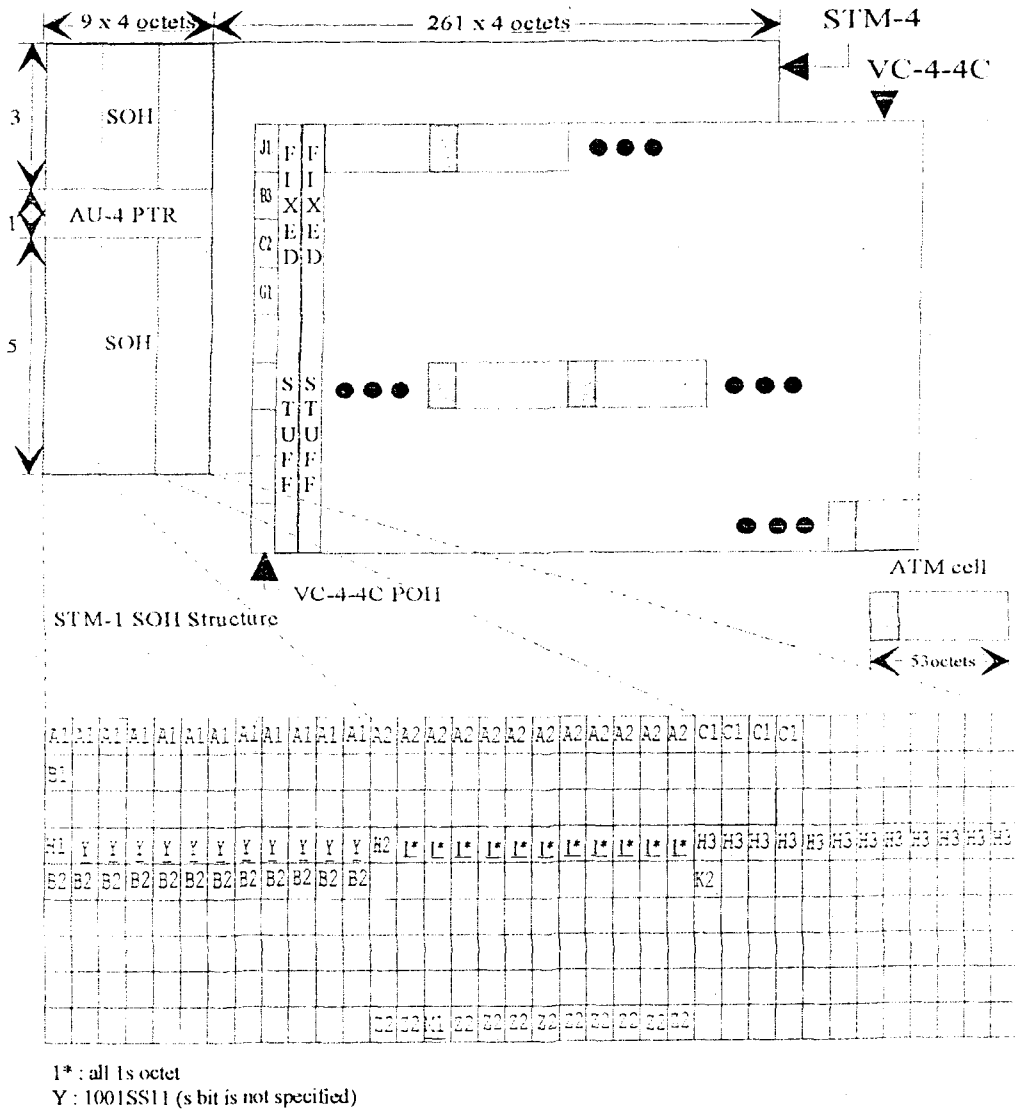 9 x 4 octets
261 x 4 octets
STM-4
VC-4-4C
3
SOH
1
AU-4 PTR
5
SOH
J1
B3
C2
G1
FIXED STUFF
FIXED STUFF
VC-4-4C POH
ATM cell
53octets
STM-1 SOH Structure
A1 A1 A1 A1 A1 A1 A1 A1 A1 A1 A1 A1 A2 A2 A2 A2 A2 A2 A2 A2 A2 A2 A2 A2 C1 C1 C1 C1
B1
H1 Y Y Y Y Y Y Y Y Y Y Y H2 1* 1* 1* 1* 1* 1* 1* 1* 1* 1* 1* H3 H3 H3 H3 H3 H3 H3 H3 H3 H3 H3 H3
B2 B2 B2 B2 B2 B2 B2 B2 B2 B2 B2 B2 K2
Z2 Z2 M1 Z2 Z2 Z2 Z2 Z2 Z2 Z2 Z2 Z2
1* : all 1s octet
Y : 1001SS11 (s bit is not specified)